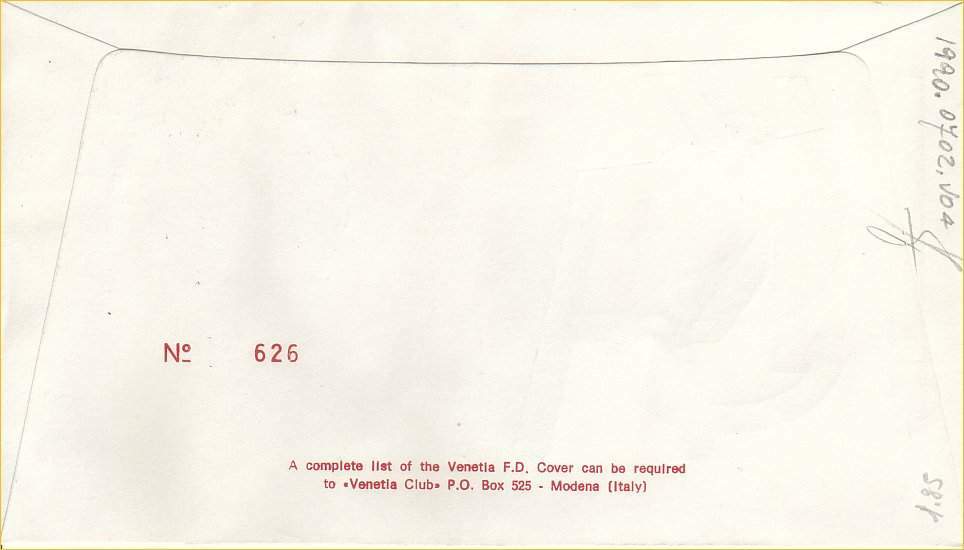 1990.0702.V04
Nº 626
A complete list of the Venetia F.D. Cover can be required
to «Venetia Club» P.O. Box 525 - Modena (Italy)
1.85